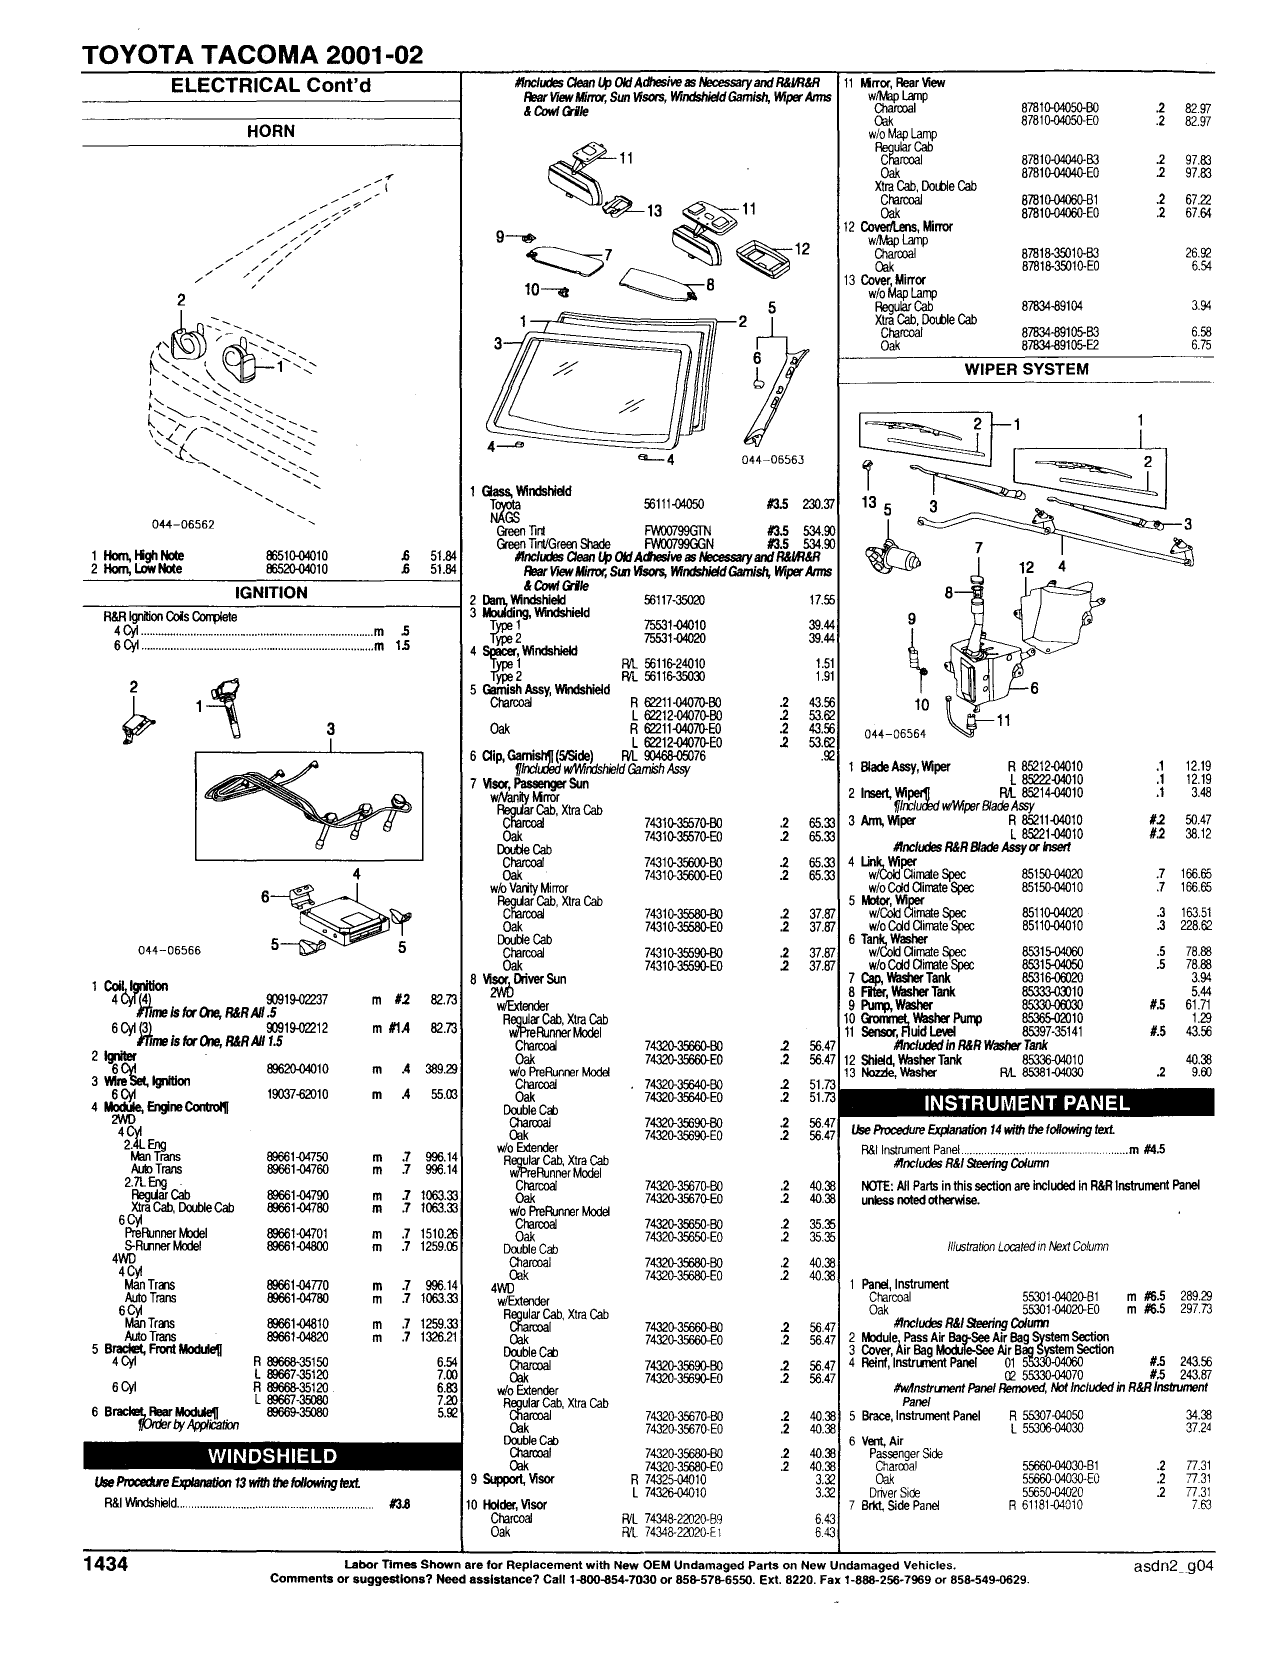 TOYOTA TACOMA 2001-02
ELECTRICAL Cont'd
HORN
2
1
044-06562
1 Horn, High Note 86510-04010 .6 51.84
2 Horn, Low Note 86520-04010 .6 51.84
IGNITION
R&R Ignition Coils Complete
4 Cyl m .5
6 Cyl m 1.5
2
1
3
4
6
5
5
044-06566
1 Coil, Ignition
4 Cyl (4) 90919-02237 m #.2 82.73
#Time is for One, R&R All .5
6 Cyl (3) 90919-02212 m #1.4 82.73
#Time is for One, R&R All 1.5
2 Igniter
6 Cyl 89620-04010 m .4 389.29
3 Wire Set, Ignition
6 Cyl 19037-62010 m .4 55.03
4 Module, Engine Control¶
2WD
4 Cyl
2.4L Eng
Man Trans 89661-04750 m .7 996.14
Auto Trans 89661-04760 m .7 996.14
2.7L Eng
Regular Cab 89661-04790 m .7 1063.33
Xtra Cab, Double Cab 89661-04780 m .7 1063.33
6 Cyl
PreRunner Model 89661-04701 m .7 1510.26
S-Runner Model 89661-04800 m .7 1259.05
4WD
4 Cyl
Man Trans 89661-04770 m .7 996.14
Auto Trans 89661-04780 m .7 1063.33
6 Cyl
Man Trans 89661-04810 m .7 1259.33
Auto Trans 89661-04820 m .7 1326.21
5 Bracket, Front Module¶
4 Cyl R 89668-35150 6.54
L 89667-35120 7.00
6 Cyl R 89668-35120 6.83
L 89667-35080 7.20
6 Bracket, Rear Module¶ 89669-35080 5.92
¶Order by Application
WINDSHIELD
Use Procedure Explanation 13 with the following text.
R&I Windshield #3.8
#Includes Clean Up Old Adhesive as Necessary and R&I/R&R
Rear View Mirror, Sun Visors, Windshield Garnish, Wiper Arms
& Cowl Grille
11
13
11
9
7
12
10
8
5
1
2
3
6
4
4
044-06563
1 Glass, Windshield
Toyota 56111-04050 #3.5 230.37
NAGS
Green Tint FW00799GTN #3.5 534.90
Green Tint/Green Shade FW00799GGN #3.5 534.90
#Includes Clean Up Old Adhesive as Necessary and R&I/R&R
Rear View Mirror, Sun Visors, Windshield Garnish, Wiper Arms
& Cowl Grille
2 Dam, Windshield 56117-35020 17.55
3 Moulding, Windshield
Type 1 75531-04010 39.44
Type 2 75531-04020 39.44
4 Spacer, Windshield
Type 1 R/L 56116-24010 1.51
Type 2 R/L 56116-35030 1.91
5 Garnish Assy, Windshield
Charcoal R 62211-04070-B0 .2 43.56
L 62212-04070-B0 .2 53.62
Oak R 62211-04070-E0 .2 43.56
L 62212-04070-E0 .2 53.62
6 Clip, Garnish¶ (5/Side) R/L 90468-05076 .92
¶Included w/Windshield Garnish Assy
7 Visor, Passenger Sun
w/Vanity Mirror
Regular Cab, Xtra Cab
Charcoal 74310-35570-B0 .2 65.33
Oak 74310-35570-E0 .2 65.33
Double Cab
Charcoal 74310-35600-B0 .2 65.33
Oak 74310-35600-E0 .2 65.33
w/o Vanity Mirror
Regular Cab, Xtra Cab
Charcoal 74310-35580-B0 .2 37.87
Oak 74310-35580-E0 .2 37.87
Double Cab
Charcoal 74310-35590-B0 .2 37.87
Oak 74310-35590-E0 .2 37.87
8 Visor, Driver Sun
2WD
w/Extender
Regular Cab, Xtra Cab
w/PreRunner Model
Charcoal 74320-35660-B0 .2 56.47
Oak 74320-35660-E0 .2 56.47
w/o PreRunner Model
Charcoal 74320-35640-B0 .2 51.73
Oak 74320-35640-E0 .2 51.73
Double Cab
Charcoal 74320-35690-B0 .2 56.47
Oak 74320-35690-E0 .2 56.47
w/o Extender
Regular Cab, Xtra Cab
w/PreRunner Model
Charcoal 74320-35670-B0 .2 40.38
Oak 74320-35670-E0 .2 40.38
w/o PreRunner Model
Charcoal 74320-35650-B0 .2 35.35
Oak 74320-35650-E0 .2 35.35
Double Cab
Charcoal 74320-35680-B0 .2 40.38
Oak 74320-35680-E0 .2 40.38
4WD
w/Extender
Regular Cab, Xtra Cab
Charcoal 74320-35660-B0 .2 56.47
Oak 74320-35660-E0 .2 56.47
Double Cab
Charcoal 74320-35690-B0 .2 56.47
Oak 74320-35690-E0 .2 56.47
w/o Extender
Regular Cab, Xtra Cab
Charcoal 74320-35670-B0 .2 40.38
Oak 74320-35670-E0 .2 40.38
Double Cab
Charcoal 74320-35680-B0 .2 40.38
Oak 74320-35680-E0 .2 40.38
9 Support, Visor R 74325-04010 3.32
L 74326-04010 3.32
10 Holder, Visor
Charcoal R/L 74348-22020-B9 6.43
Oak R/L 74348-22020-E1 6.43
11 Mirror, Rear View
w/Map Lamp
Charcoal 87810-04050-B0 .2 82.97
Oak 87810-04050-E0 .2 82.97
w/o Map Lamp
Regular Cab
Charcoal 87810-04040-B3 .2 97.83
Oak 87810-04040-E0 .2 97.83
Xtra Cab, Double Cab
Charcoal 87810-04060-B1 .2 67.22
Oak 87810-04060-E0 .2 67.64
12 Cover/Lens, Mirror
w/Map Lamp
Charcoal 87818-35010-B3 26.92
Oak 87818-35010-E0 6.54
13 Cover, Mirror
w/o Map Lamp
Regular Cab 87834-89104 3.94
Xtra Cab, Double Cab
Charcoal 87834-89105-B3 6.58
Oak 87834-89105-E2 6.75
WIPER SYSTEM
2
1
1
2
13
5
3
3
7
12
4
8
9
6
10
11
044-06564
1 Blade Assy, Wiper R 85212-04010 .1 12.19
L 85222-04010 .1 12.19
2 Insert, Wiper¶ R/L 85214-04010 .1 3.48
¶Included w/Wiper Blade Assy
3 Arm, Wiper R 85211-04010 #.2 50.47
L 85221-04010 #.2 38.12
#Includes R&R Blade Assy or Insert
4 Link, Wiper
w/Cold Climate Spec 85150-04020 .7 166.65
w/o Cold Climate Spec 85150-04010 .7 166.65
5 Motor, Wiper
w/Cold Climate Spec 85110-04020 .3 163.51
w/o Cold Climate Spec 85110-04010 .3 228.62
6 Tank, Washer
w/Cold Climate Spec 85315-04060 .5 78.88
w/o Cold Climate Spec 85315-04050 .5 78.88
7 Cap, Washer Tank 85316-06020 3.94
8 Filter, Washer Tank 85333-03010 5.44
9 Pump, Washer 85330-06030 #.5 61.71
10 Grommet, Washer Pump 85365-02010 1.29
11 Sensor, Fluid Level 85397-35141 #.5 43.56
#Included in R&R Washer Tank
12 Shield, Washer Tank 85336-04010 40.38
13 Nozzle, Washer R/L 85381-04030 .2 9.60
INSTRUMENT PANEL
Use Procedure Explanation 14 with the following text.
R&I Instrument Panel m #4.5
#Includes R&I Steering Column
NOTE: All Parts in this section are included in R&R Instrument Panel
unless noted otherwise.
Illustration Located in Next Column
1 Panel, Instrument
Charcoal 55301-04020-B1 m #6.5 289.29
Oak 55301-04020-E0 m #6.5 297.73
#Includes R&I Steering Column
2 Module, Pass Air Bag-See Air Bag System Section
3 Cover, Air Bag Module-See Air Bag System Section
4 Reinf, Instrument Panel 01 55330-04060 #.5 243.56
02 55330-04070 #.5 243.87
#w/Instrument Panel Removed, Not Included in R&R Instrument
Panel
5 Brace, Instrument Panel R 55307-04050 34.38
L 55306-04030 37.24
6 Vent, Air
Passenger Side
Charcoal 55660-04030-B1 .2 77.31
Oak 55660-04030-E0 .2 77.31
Driver Side 55650-04020 .2 77.31
7 Brkt, Side Panel R 61181-04010 7.63
1434
Labor Times Shown are for Replacement with New OEM Undamaged Parts on New Undamaged Vehicles.
Comments or suggestions? Need assistance? Call 1-800-854-7030 or 858-578-6550. Ext. 8220. Fax 1-888-256-7969 or 858-549-0629.
asdn2_g04